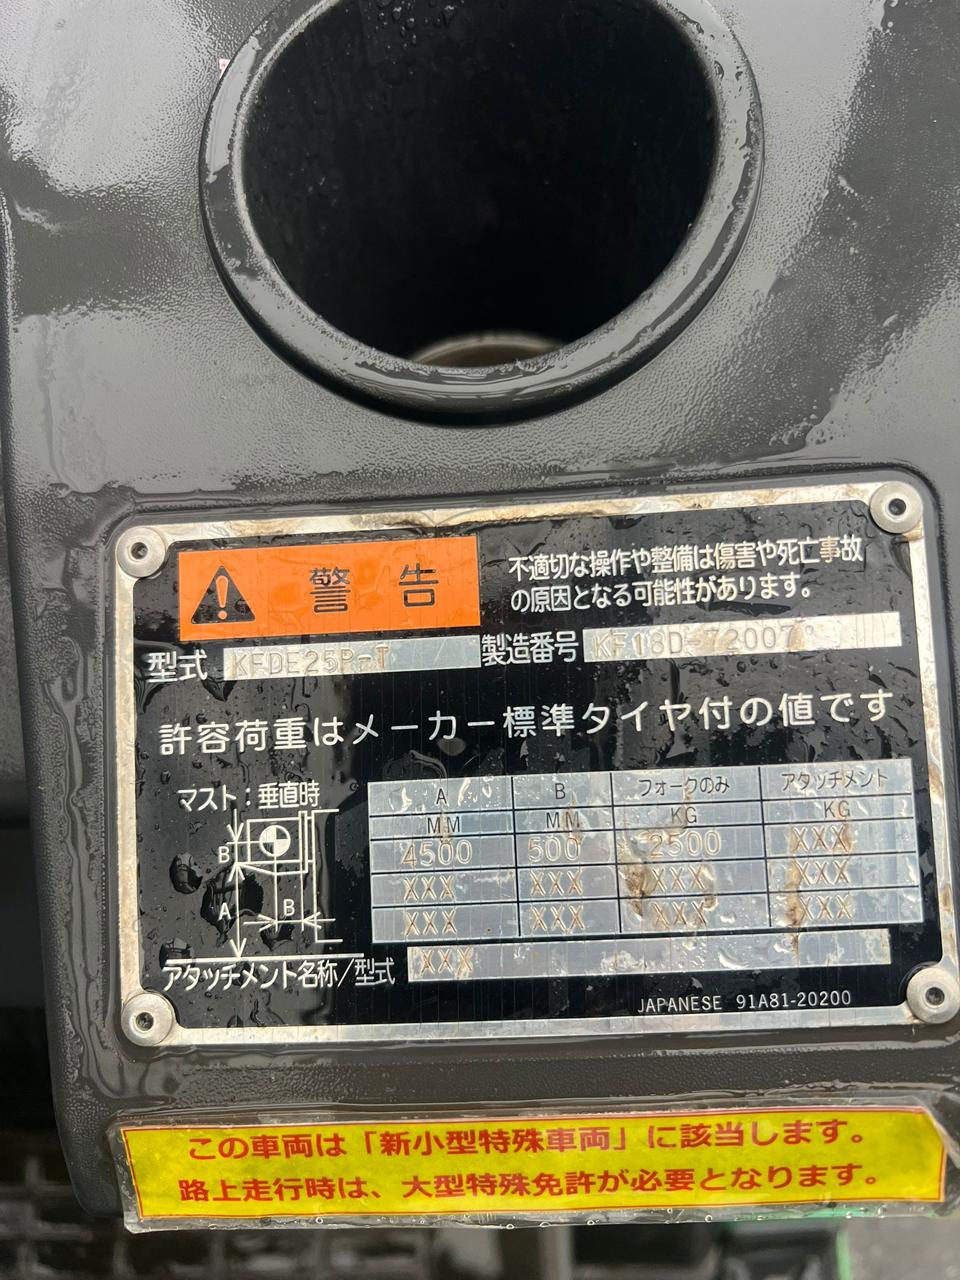 警告
不適切な操作や整備は傷害や死亡事故
の原因となる可能性があります。
型式 KFDE25P-T 製造番号
許容荷重はメーカー標準タイヤ付の値です
マスト：垂直時
B
A
B
A B フォークのみ アタッチメント
MM MM KG KG
4500 500 2500 XXX
XXX XXX XXX XXX
XXX XXX XXX XXX
アタッチメント名称／型式 XXX
JAPANESE 91A81-20200
この車両は「新小型特殊車両」に該当します。
路上走行時は、大型特殊免許が必要となります。